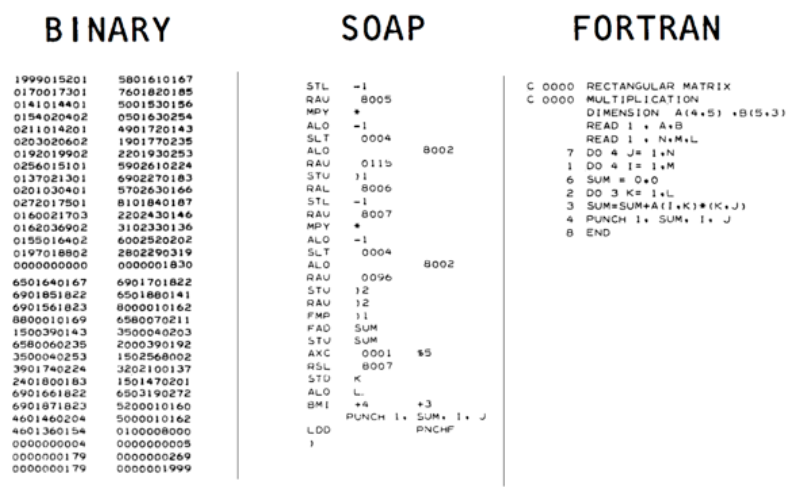 BINARY
1999015201 5801610167
0170017301 7601820185
0141014401 5001530156
0154020402 0501630254
0211014201 4901720143
0203020602 1901770235
0192019902 2201930253
0256015101 5902610224
0137021301 6902270183
0201030401 5702630166
0272017501 8101840187
0160021703 2202430146
0162036902 3102330136
0155016402 6002520202
0197018802 2802290319
0000000000 0000001830
6501640167 6901701822
6901851822 6501880141
6901561823 8000010162
8800010169 6580070211
1500390143 3500040203
6580060235 2000390192
3500040253 1502568002
3901740224 3202100137
2401800183 1501470201
6901661822 6503190272
6901871823 5200010160
4601460204 5000010162
4601360154 0100008000
0000000004 0000000005
0000000179 0000000269
0000000179 0000001999
SOAP
STL -1
RAU 8005
MPY *
ALO -1
SLT 0004
ALO 8002
RAU 0115
STU )1
RAL 8006
STL -1
RAU 8007
MPY *
ALO -1
SLT 0004
ALO 8002
RAU 0096
STU )2
RAU )2
FMP )1
FAD SUM
STU SUM
AXC 0001 $5
RSL 8007
STD K
ALO L.
BMI +4 +3
PUNCH 1, SUM, I, J
LDD PNCHF
)
FORTRAN
C 0000 RECTANGULAR MATRIX
C 0000 MULTIPLICATION
DIMENSION A(4,5) ,B(5,3)
READ 1 , A,B
READ 1 , N,M,L
7 DO 4 J= 1,N
1 DO 4 I= 1,M
6 SUM = 0.0
2 DO 3 K= 1,L
3 SUM=SUM+A(I,K)*(K,J)
4 PUNCH 1, SUM, I, J
8 END